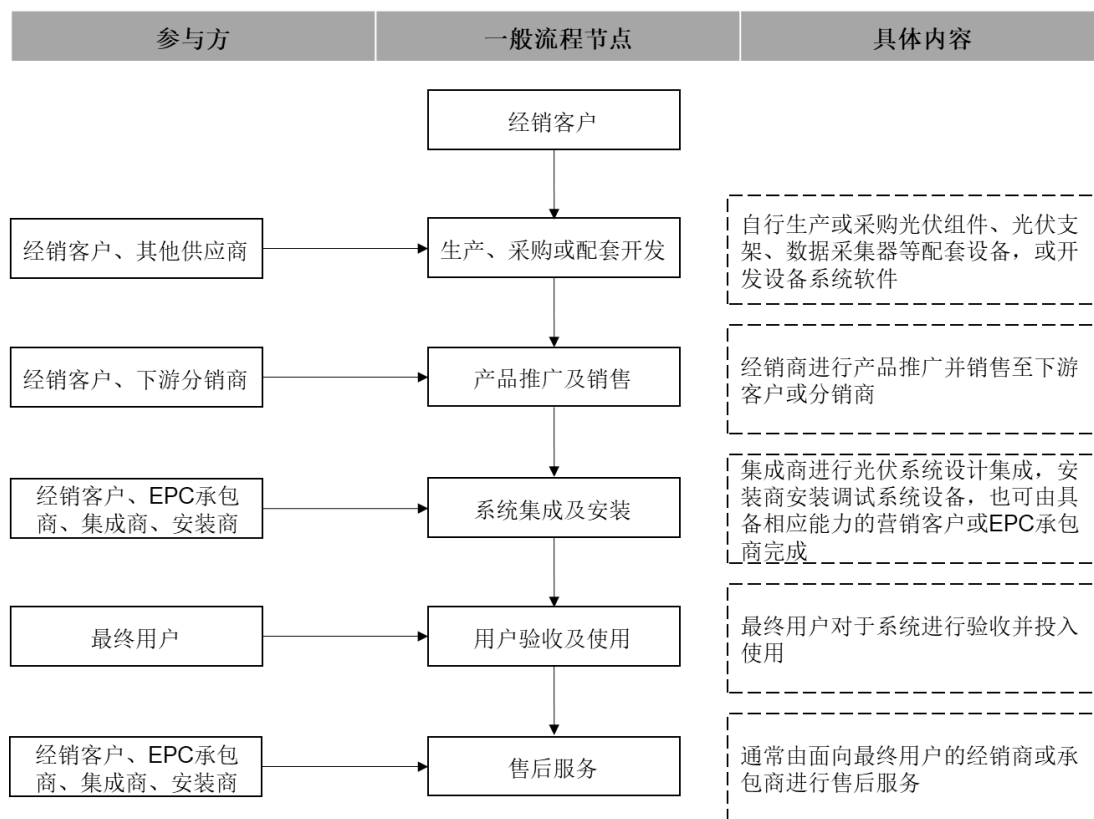 参与方
一般流程节点
具体内容
经销客户
经销客户、其他供应商
生产、采购或配套开发
自行生产或采购光伏组件、光伏支
架、数据采集器等配套设备，或开
发设备系统软件
经销客户、下游分销商
产品推广及销售
经销商进行产品推广并销售至下游
客户或分销商
经销客户、EPC承包
商、集成商、安装商
系统集成及安装
集成商进行光伏系统设计集成，安
装商安装调试系统设备，也可由具
备相应能力的营销客户或EPC承包
商完成
最终用户
用户验收及使用
最终用户对于系统进行验收并投入
使用
经销客户、EPC承包
商、集成商、安装商
售后服务
通常由面向最终用户的经销商或承
包商进行售后服务